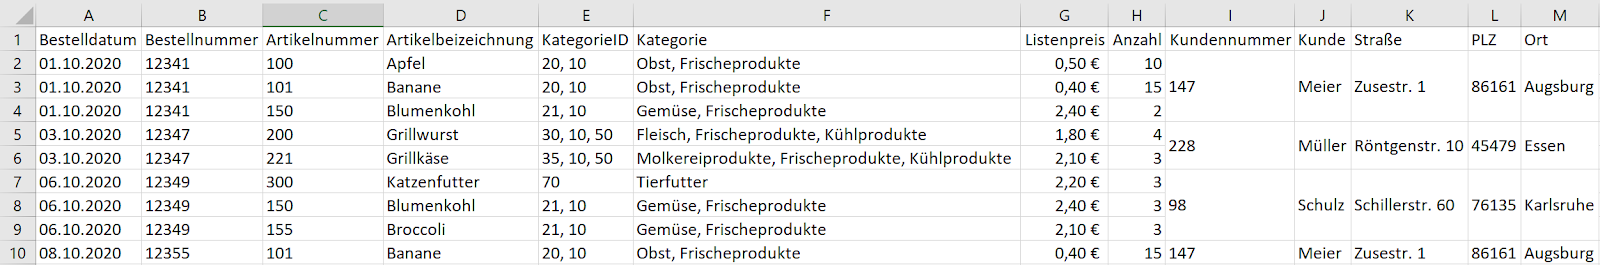 A B C D E F G H I J K L M
1 Bestelldatum Bestellnummer Artikelnummer Artikelbeizeichnung KategorieID Kategorie Listenpreis Anzahl Kundennummer Kunde Straße PLZ Ort
2 01.10.2020 12341 100 Apfel 20, 10 Obst, Frischeprodukte 0,50 € 10
3 01.10.2020 12341 101 Banane 20, 10 Obst, Frischeprodukte 0,40 € 15 147 Meier Zusestr. 1 86161 Augsburg
4 01.10.2020 12341 150 Blumenkohl 21, 10 Gemüse, Frischeprodukte 2,40 € 2
5 03.10.2020 12347 200 Grillwurst 30, 10, 50 Fleisch, Frischeprodukte, Kühlprodukte 1,80 € 4
228 Müller Röntgenstr. 10 45479 Essen
6 03.10.2020 12347 221 Grillkäse 35, 10, 50 Molkereiprodukte, Frischeprodukte, Kühlprodukte 2,10 € 3
7 06.10.2020 12349 300 Katzenfutter 70 Tierfutter 2,20 € 3
8 06.10.2020 12349 150 Blumenkohl 21, 10 Gemüse, Frischeprodukte 2,40 € 3 98 Schulz Schillerstr. 60 76135 Karlsruhe
9 06.10.2020 12349 155 Broccoli 21, 10 Gemüse, Frischeprodukte 2,10 € 3
10 08.10.2020 12355 101 Banane 20, 10 Obst, Frischeprodukte 0,40 € 15 147 Meier Zusestr. 1 86161 Augsburg